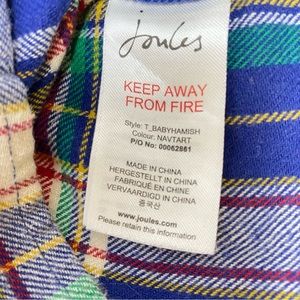 Joules
KEEP AWAY
FROM FIRE
Style: T_BABYHAMISH
Colour: NAVTART
P/O No: 00062861
MADE IN CHINA
HERGESTELLT IN CHINA
FABRIQUÉ EN CHINE
VERVAARDIGD IN CHINA
중국산
www.joules.com
Please retain this information